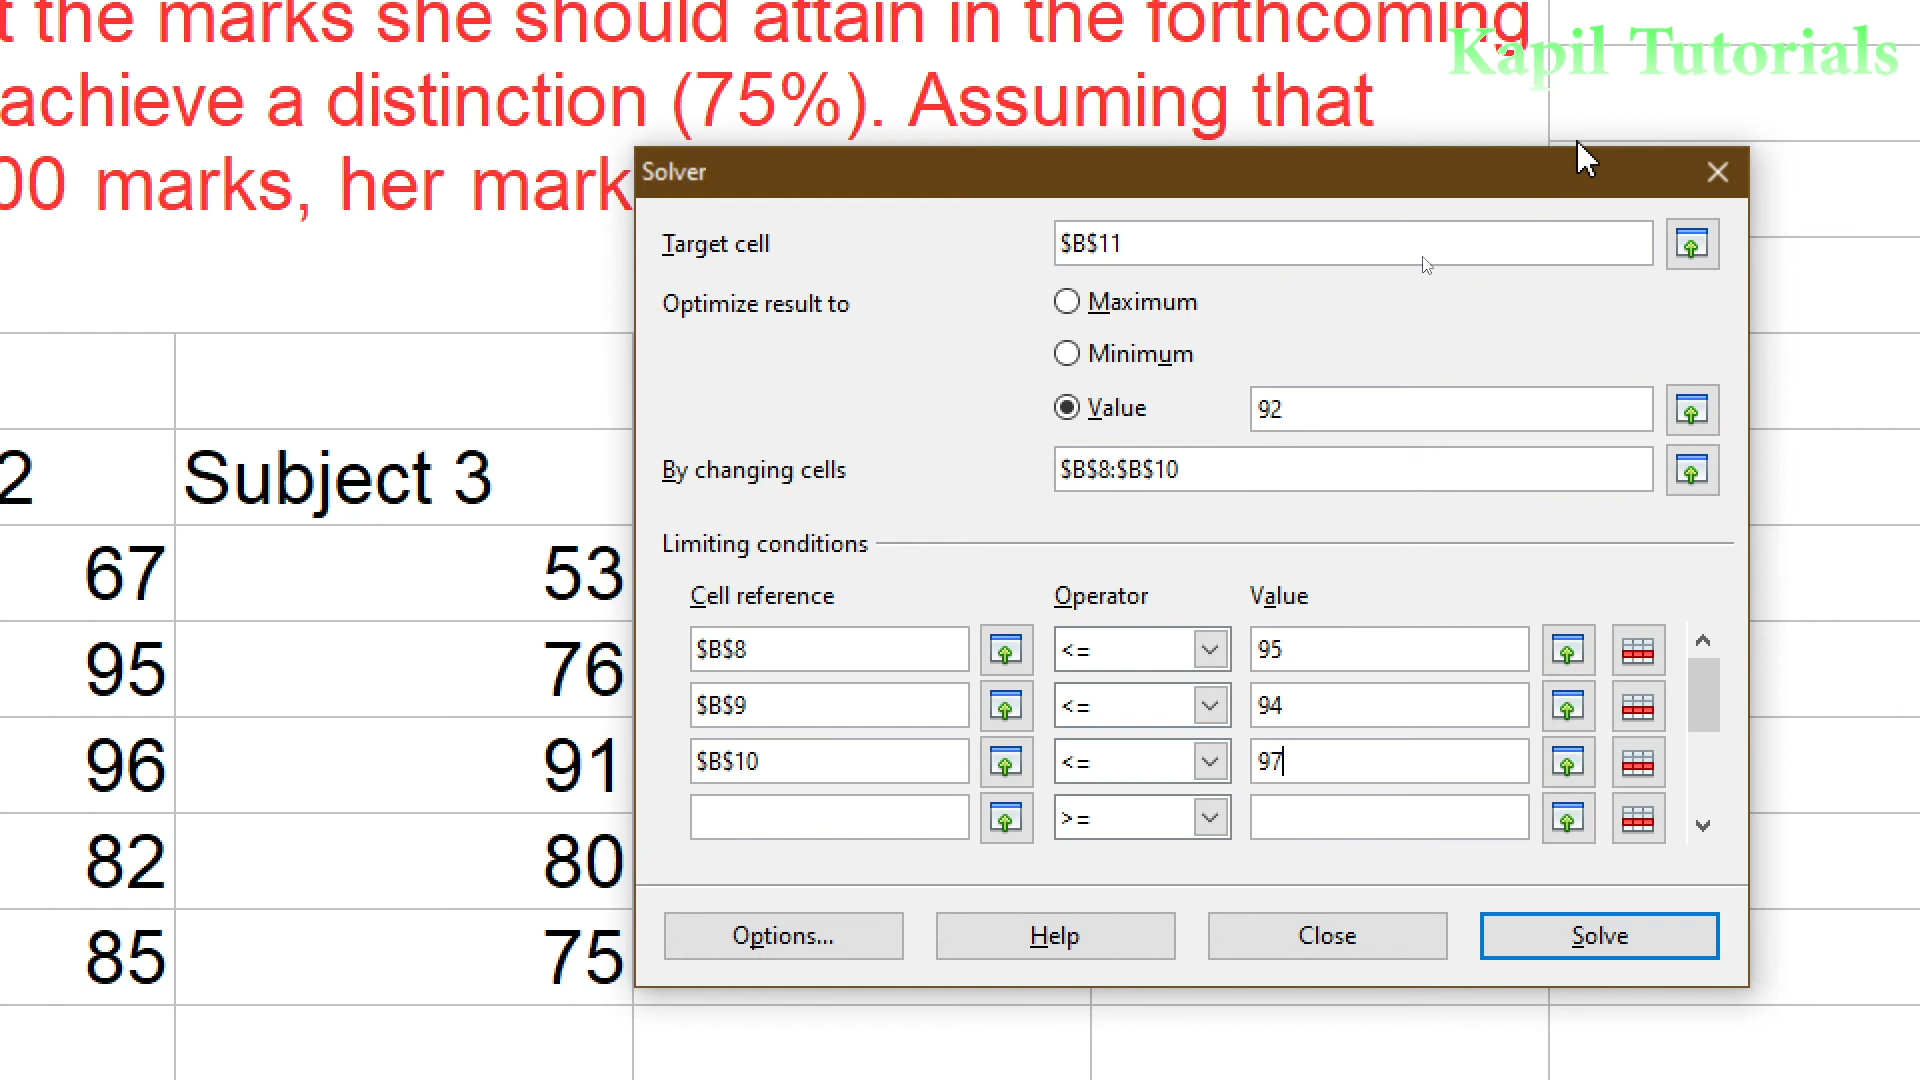 t the marks she should attain in the forthcoming
Kapil Tutorials
achieve a distinction (75%). Assuming that
00 marks, her mark
Solver
Target cell $B$11
Optimize result to Maximum
Minimum
Value 92
By changing cells $B$8:$B$10
Limiting conditions
Cell reference Operator Value
$B$8 <= 95
$B$9 <= 94
$B$10 <= 97
>=
Options... Help Close Solve
2 Subject 3
67 53
95 76
96 91
82 80
85 75